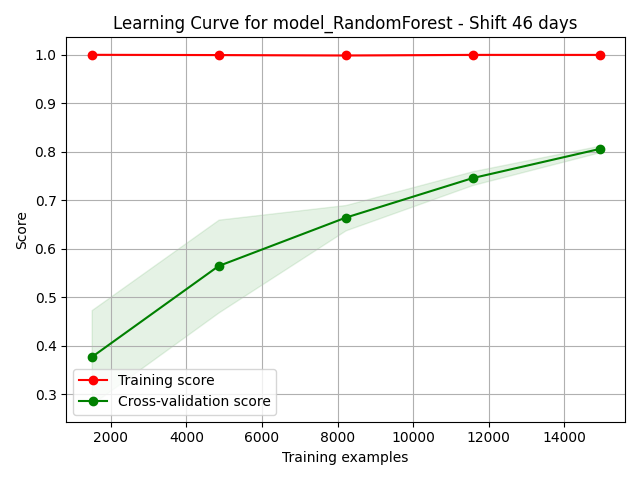 Learning Curve for model_RandomForest - Shift 46 days
Score
1.0
0.9
0.8
0.7
0.6
0.5
0.4
0.3
Training score
Cross-validation score
2000 4000 6000 8000 10000 12000 14000
Training examples